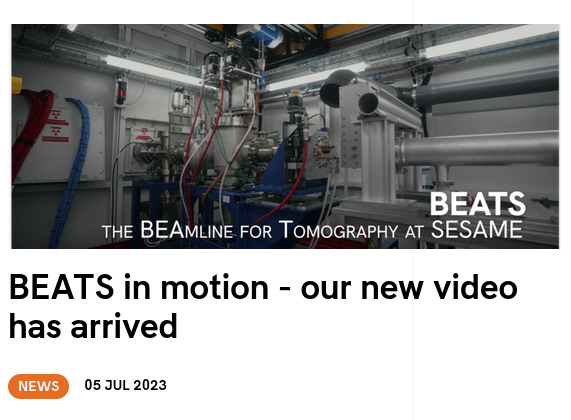 BEATS
THE BEAMLINE FOR TOMOGRAPHY AT SESAME
BEATS in motion - our new video
has arrived
NEWS
05 JUL 2023